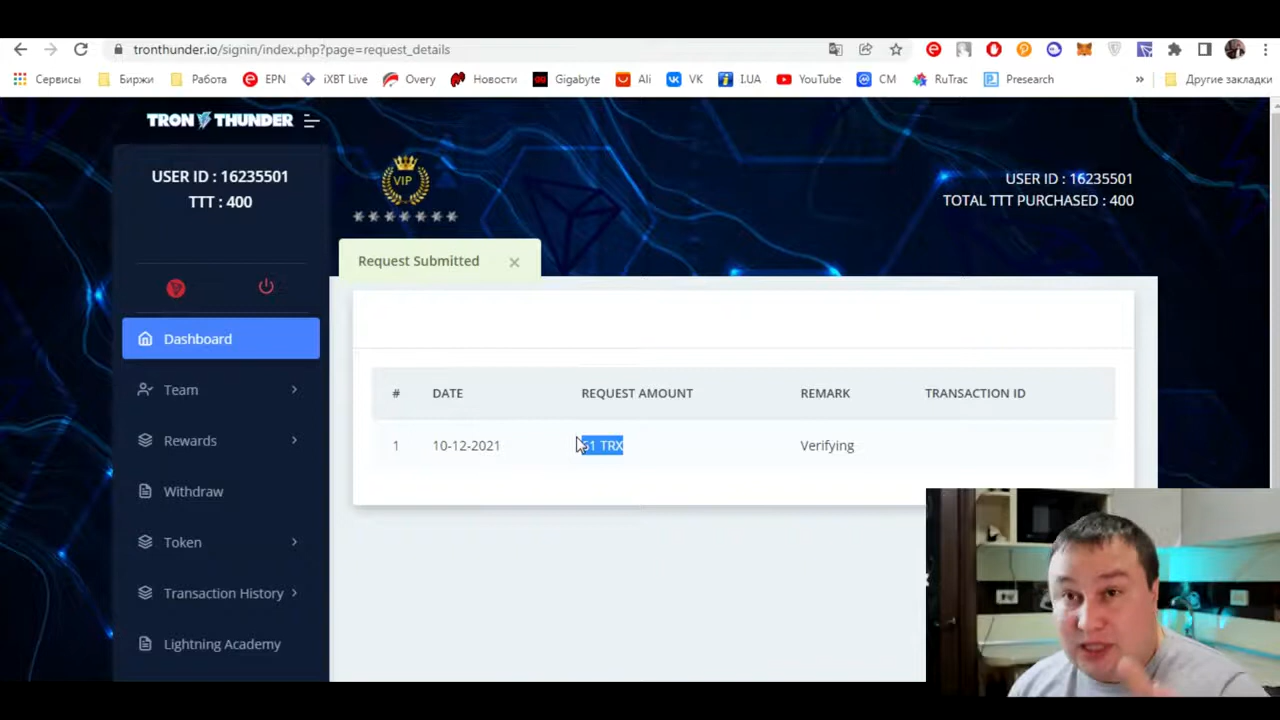 tronthunder.io/signin/index.php?page=request_details
Сервисы Биржи Работа EPN iXBT Live Overy Новости Gigabyte Ali VK I.UA YouTube CM RuTrac Presearch » Другие закладки
TRON THUNDER
USER ID : 16235501
TTT : 400
VIP
USER ID : 16235501
TOTAL TTT PURCHASED : 400
Request Submitted ×
Dashboard
Team
Rewards
Withdraw
Token
Transaction History
Lightning Academy
# DATE REQUEST AMOUNT REMARK TRANSACTION ID
1 10-12-2021 TRX Verifying